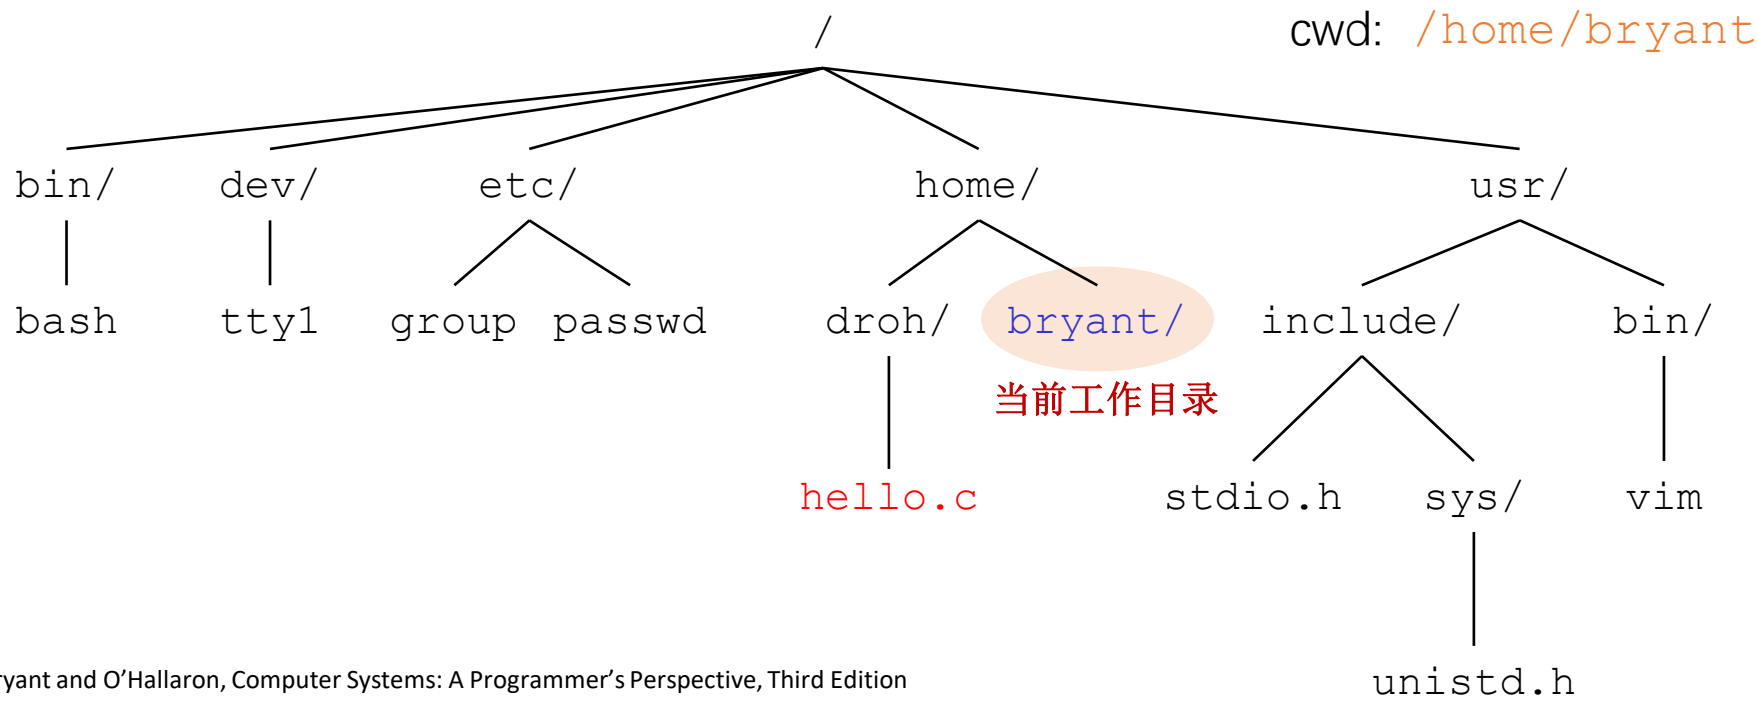 /
cwd: /home/bryant
bin/ dev/ etc/ home/ usr/
bash tty1 group passwd droh/ bryant/ include/ bin/
当前工作目录
hello.c stdio.h sys/ vim
ryant and O'Hallaron, Computer Systems: A Programmer's Perspective, Third Edition
unistd.h